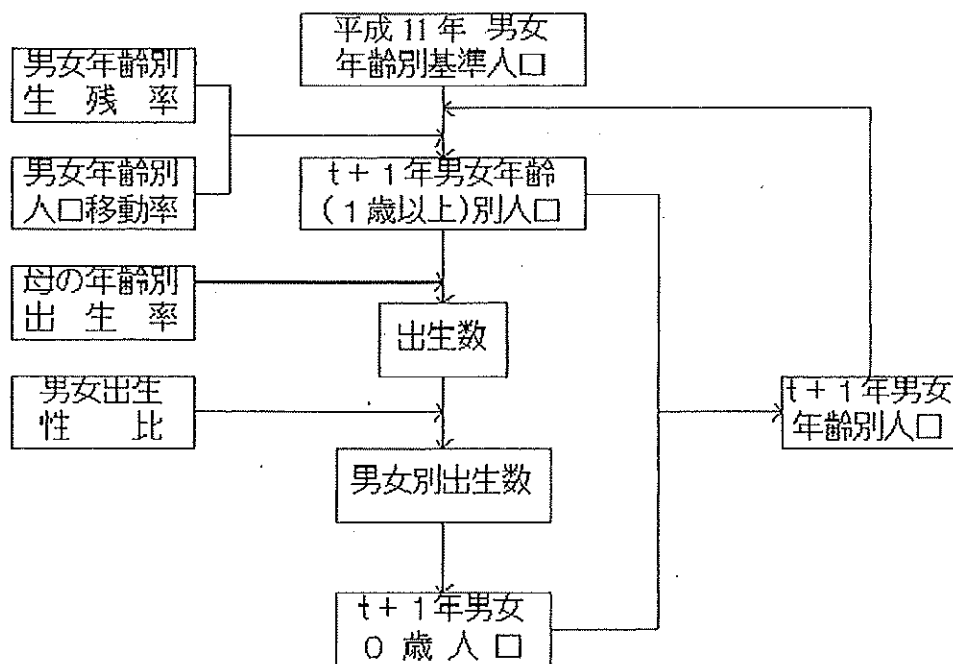 平成11年 男女
年齢別基準人口
男女年齢別
生 残 率
男女年齢別
人口移動率
t+1年男女年齢
(1歳以上)別人口
母の年齢別
出 生 率
出生数
男女出生
性 比
t+1年男女
年齢別人口
男女別出生数
t+1年男女
0 歳 人 口